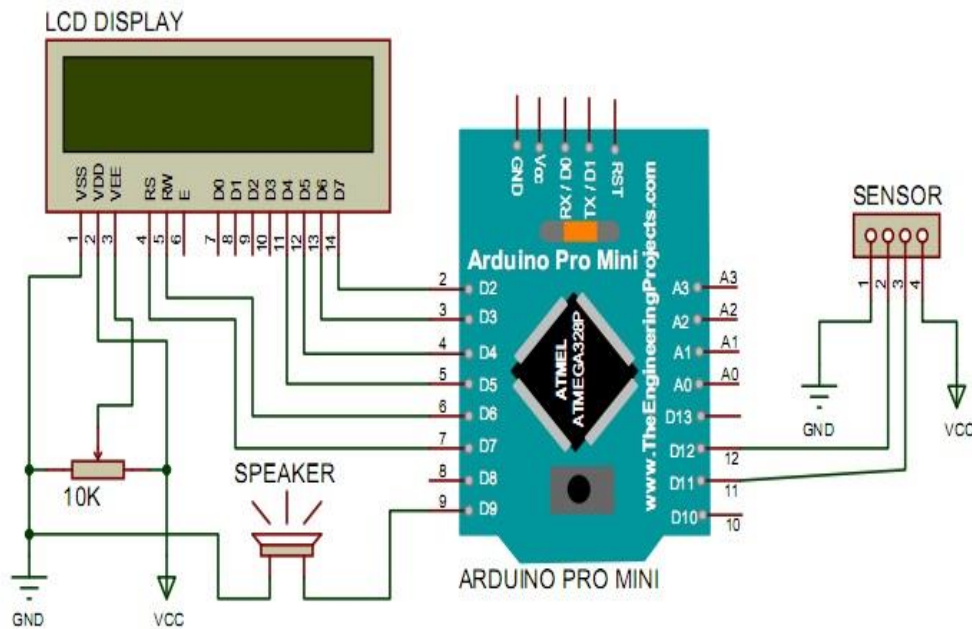 LCD DISPLAY
VSS VDD VEE RS RW E D0 D1 D2 D3 D4 D5 D6 D7
1 2 3 4 5 6 7 8 9 10 11 12 13 14
GND Vcc RX / D0 TX / D1 RST
Arduino Pro Mini
www.TheEngineeringProjects.com
ATMEL
ATMEGA328P
2 D2
3 D3
4 D4
5 D5
6 D6
7 D7
8 D8
9 D9
A3 A3
A2 A2
A1 A1
A0 A0
D13
D12 12
D11 11
D10 10
ARDUINO PRO MINI
SENSOR
1 2 3 4
GND
VCC
10K
SPEAKER
GND
VCC